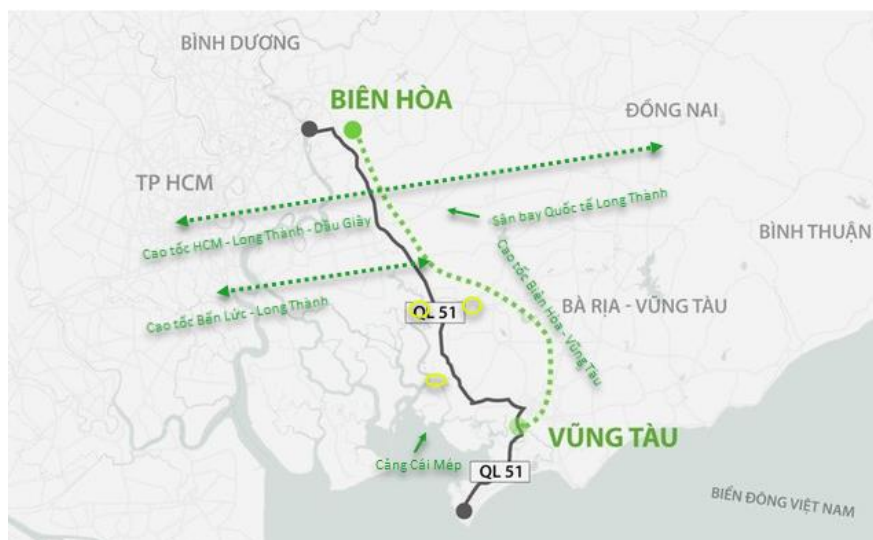 BÌNH DƯƠNG
BIÊN HÒA
ĐỒNG NAI
TP HCM
Sân bay Quốc tế Long Thành
Cao tốc HCM - Long Thành - Dầu Giây
BÌNH THUẬN
Cao tốc Biên Hòa - Vũng Tàu
Cao tốc Bến Lức - Long Thành
QL 51
BÀ RỊA - VŨNG TÀU
VŨNG TÀU
Cảng Cái Mép
QL 51
BIỂN ĐÔNG VIỆT NAM